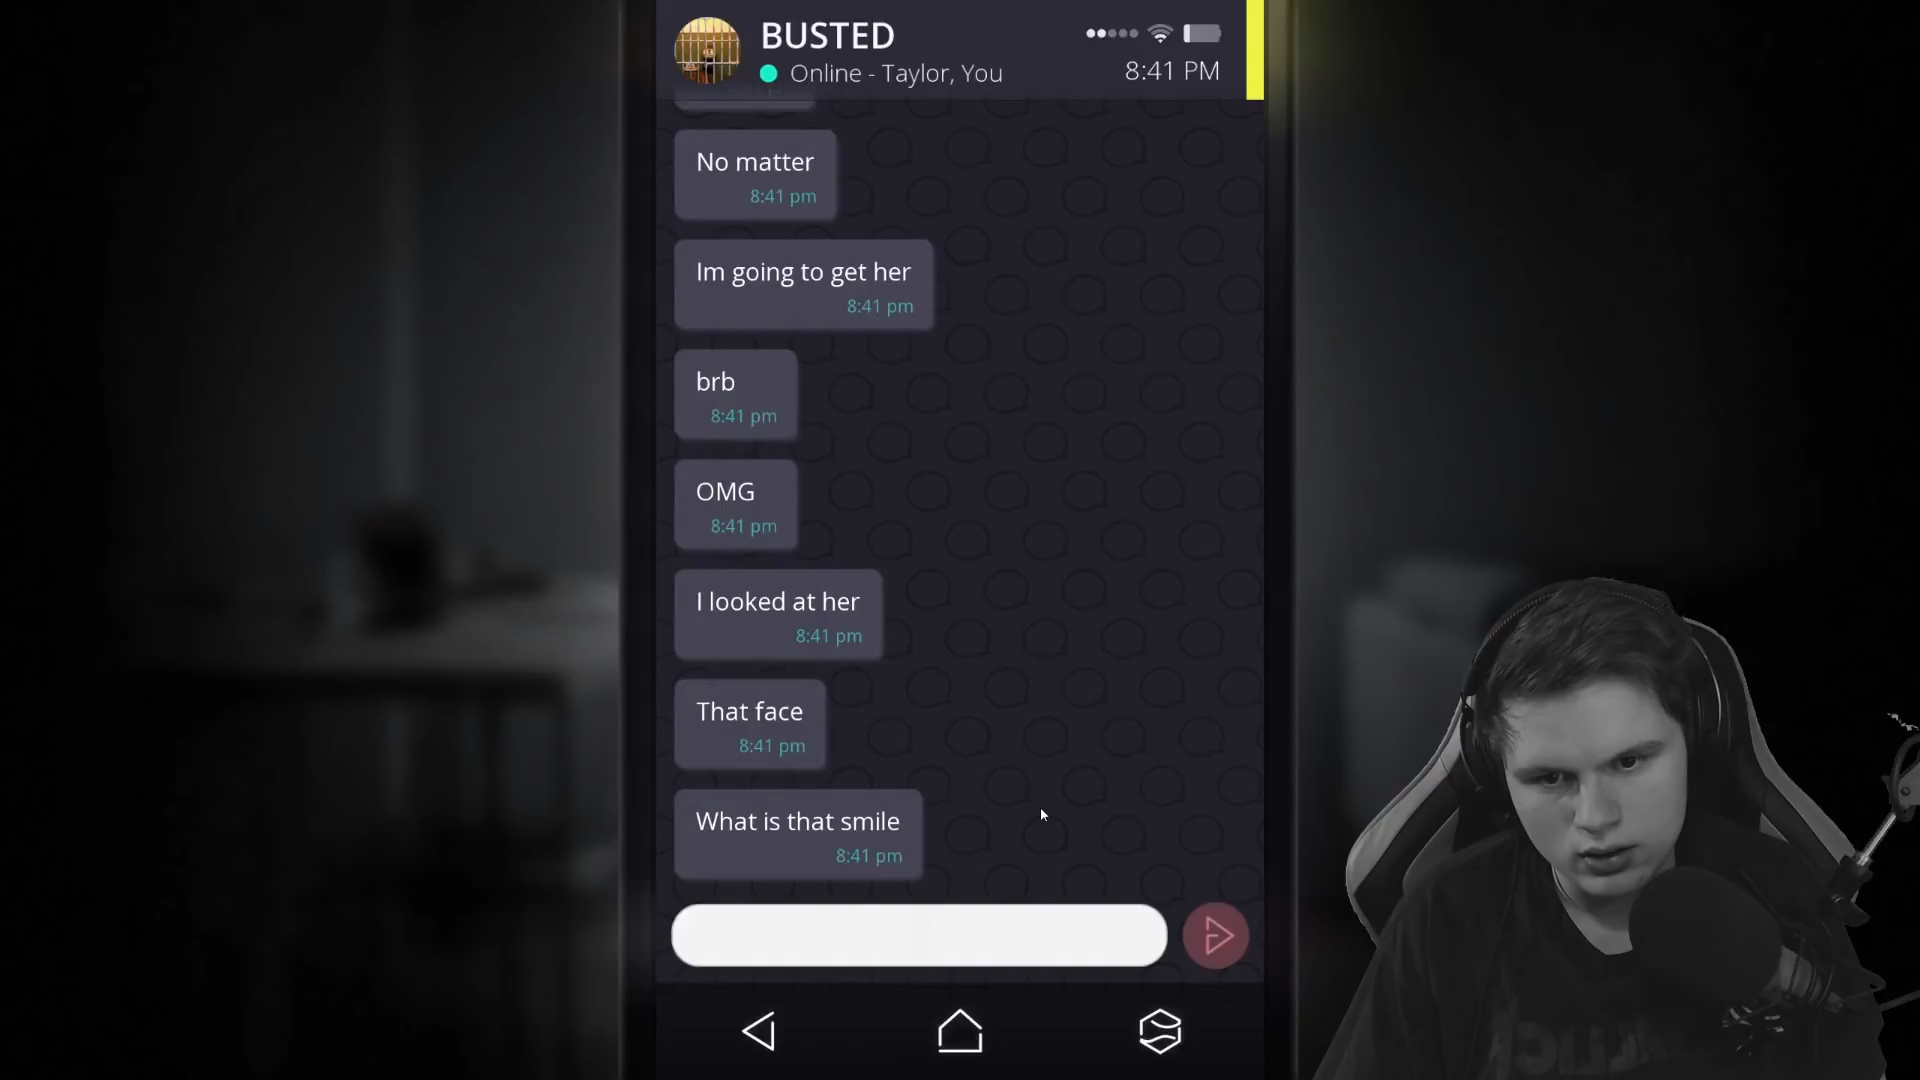 BUSTED
Online - Taylor, You
8:41 PM
No matter
8:41 pm
Im going to get her
8:41 pm
brb
8:41 pm
OMG
8:41 pm
I looked at her
8:41 pm
That face
8:41 pm
What is that smile
8:41 pm